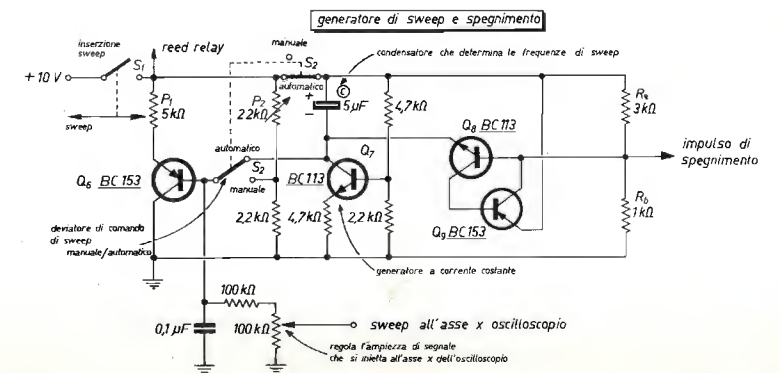 generatore di sweep e spegnimento
inserzione
sweep
reed relay
manuale
condensatore che determina le frequenze di sweep
+10V
S1
S2
automatico
sweep
P1
5kΩ
P2
22kΩ
+
−
C
5µF
4,7kΩ
Ra
3kΩ
Q8 BC113
impulso di
spegnimento
automatico
S2
manuale
Q6 BC153
Q7
BC113
Q9 BC153
Rb
1kΩ
deviatore di comando
di sweep
manuale/automatico
2,2kΩ
4,7kΩ
2,2kΩ
generatore a corrente costante
100kΩ
0,1µF
100kΩ
sweep all'asse x oscilloscopio
regola l'ampiezza di segnale
che si inietta all'asse x dell'oscilloscopio